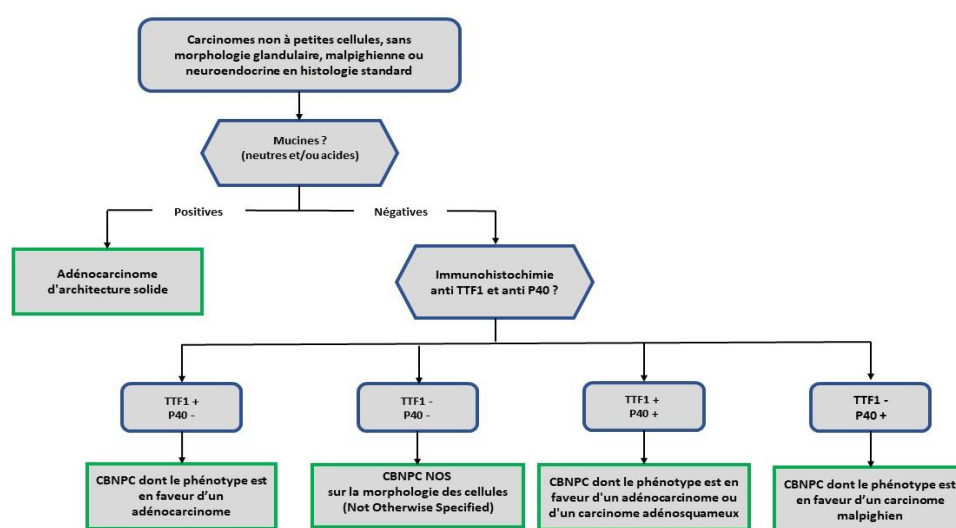 Carcinomes non à petites cellules, sans
morphologie glandulaire, malpighienne ou
neuroendocrine en histologie standard
Mucines ?
(neutres et/ou acides)
Positives
Négatives
Adénocarcinome
d'architecture solide
Immunohistochimie
anti TTF1 et anti P40 ?
TTF1 +
P40 -
TTF1 -
P40 -
TTF1 +
P40 +
TTF1 -
P40 +
CBNPC dont le phénotype est
en faveur d'un
adénocarcinome
CBNPC NOS
sur la morphologie des cellules
(Not Otherwise Specified)
CBNPC dont le phénotype est en
faveur d'un adénocarcinome ou
d'un carcinome adénosquameux
CBNPC dont le phénotype est
en faveur d'un carcinome
malpighien